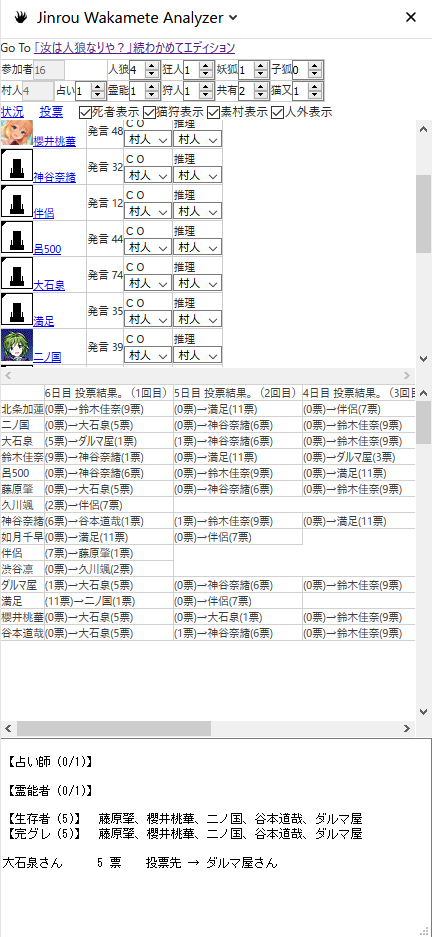 Jinrou Wakamete Analyzer
Go To 「汝は人狼なりや？」続わかめてエディション
参加者 16 人狼 4 狂人 1 妖狐 1 子狐 0
村人 4 占い 1 霊能 1 狩人 1 共有 2 猫又 1
状況 投票 死者表示 猫狩表示 素村表示 人外表示
櫻井桃華 発言 48 ＣＯ 村人 推理 村人
神谷奈緒 発言 32 ＣＯ 村人 推理 村人
伴侶 発言 12 ＣＯ 村人 推理 村人
呂500 発言 44 ＣＯ 村人 推理 村人
大石泉 発言 74 ＣＯ 村人 推理 村人
満足 発言 35 ＣＯ 村人 推理 村人
二ノ国 発言 39 ＣＯ 村人 推理 村人
6日目 投票結果。（1回目） 5日目 投票結果。（2回目） 4日目 投票結果。（3回目
北条加蓮 (0票)→鈴木佳奈(9票) (0票)→満足(11票) (0票)→伴侶(7票)
二ノ国 (0票)→大石泉(5票) (0票)→神谷奈緒(6票) (0票)→鈴木佳奈(9票)
大石泉 (5票)→ダルマ屋(1票) (1票)→神谷奈緒(6票) (0票)→鈴木佳奈(9票)
鈴木佳奈 (9票)→神谷奈緒(1票) (0票)→満足(11票) (0票)→ダルマ屋(3票)
呂500 (0票)→神谷奈緒(6票) (0票)→鈴木佳奈(9票) (0票)→満足(11票)
藤原肇 (0票)→大石泉(5票) (0票)→神谷奈緒(6票) (0票)→鈴木佳奈(9票)
久川颯 (2票)→伴侶(7票)
神谷奈緒 (6票)→谷本道哉(1票) (1票)→鈴木佳奈(9票) (0票)→満足(11票)
如月千早 (0票)→満足(11票) (0票)→伴侶(7票)
伴侶 (7票)→藤原肇(1票)
渋谷凛 (0票)→久川颯(2票)
ダルマ屋 (1票)→大石泉(5票) (0票)→神谷奈緒(6票) (0票)→鈴木佳奈(9票)
満足 (11票)→二ノ国(1票) (0票)→伴侶(7票)
櫻井桃華 (0票)→大石泉(5票) (0票)→大石泉(1票) (0票)→鈴木佳奈(9票)
谷本道哉 (0票)→大石泉(5票) (1票)→神谷奈緒(6票) (0票)→鈴木佳奈(9票)
【占い師（0/1）】
【霊能者（0/1）】
【生存者（5）】 藤原肇、櫻井桃華、二ノ国、谷本道哉、ダルマ屋
【完グレ（5）】 藤原肇、櫻井桃華、二ノ国、谷本道哉、ダルマ屋
大石泉さん 5 票 投票先 → ダルマ屋さん